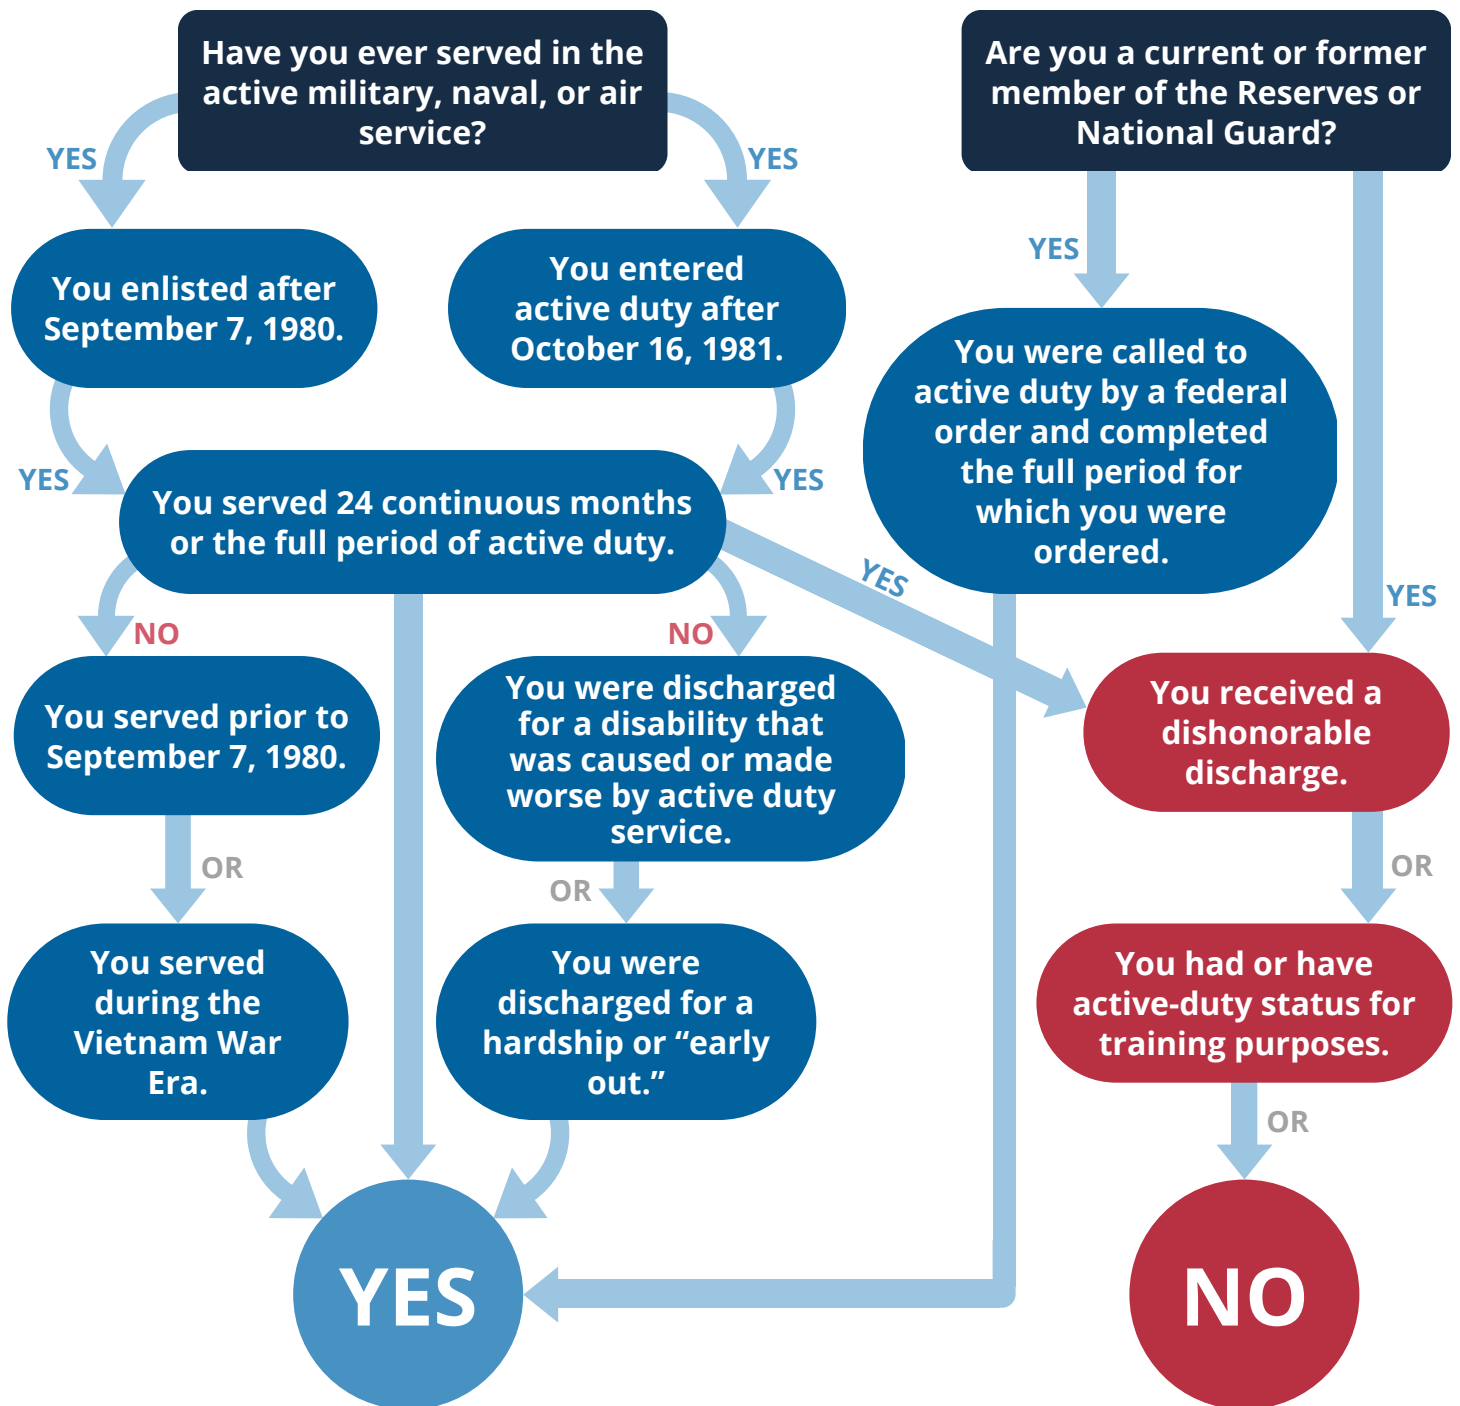 Have you ever served in the
active military, naval, or air
service?
Are you a current or former
member of the Reserves or
National Guard?
YES
YES
YES
You enlisted after
September 7, 1980.
You entered
active duty after
October 16, 1981.
You were called to
active duty by a federal
order and completed
the full period for
which you were
ordered.
YES
YES
You served 24 continuous months
or the full period of active duty.
YES
YES
NO
NO
You served prior to
September 7, 1980.
You were discharged
for a disability that
was caused or made
worse by active duty
service.
You received a
dishonorable
discharge.
OR
OR
OR
You served
during the
Vietnam War
Era.
You were
discharged for a
hardship or “early
out.”
You had or have
active-duty status for
training purposes.
OR
YES
NO